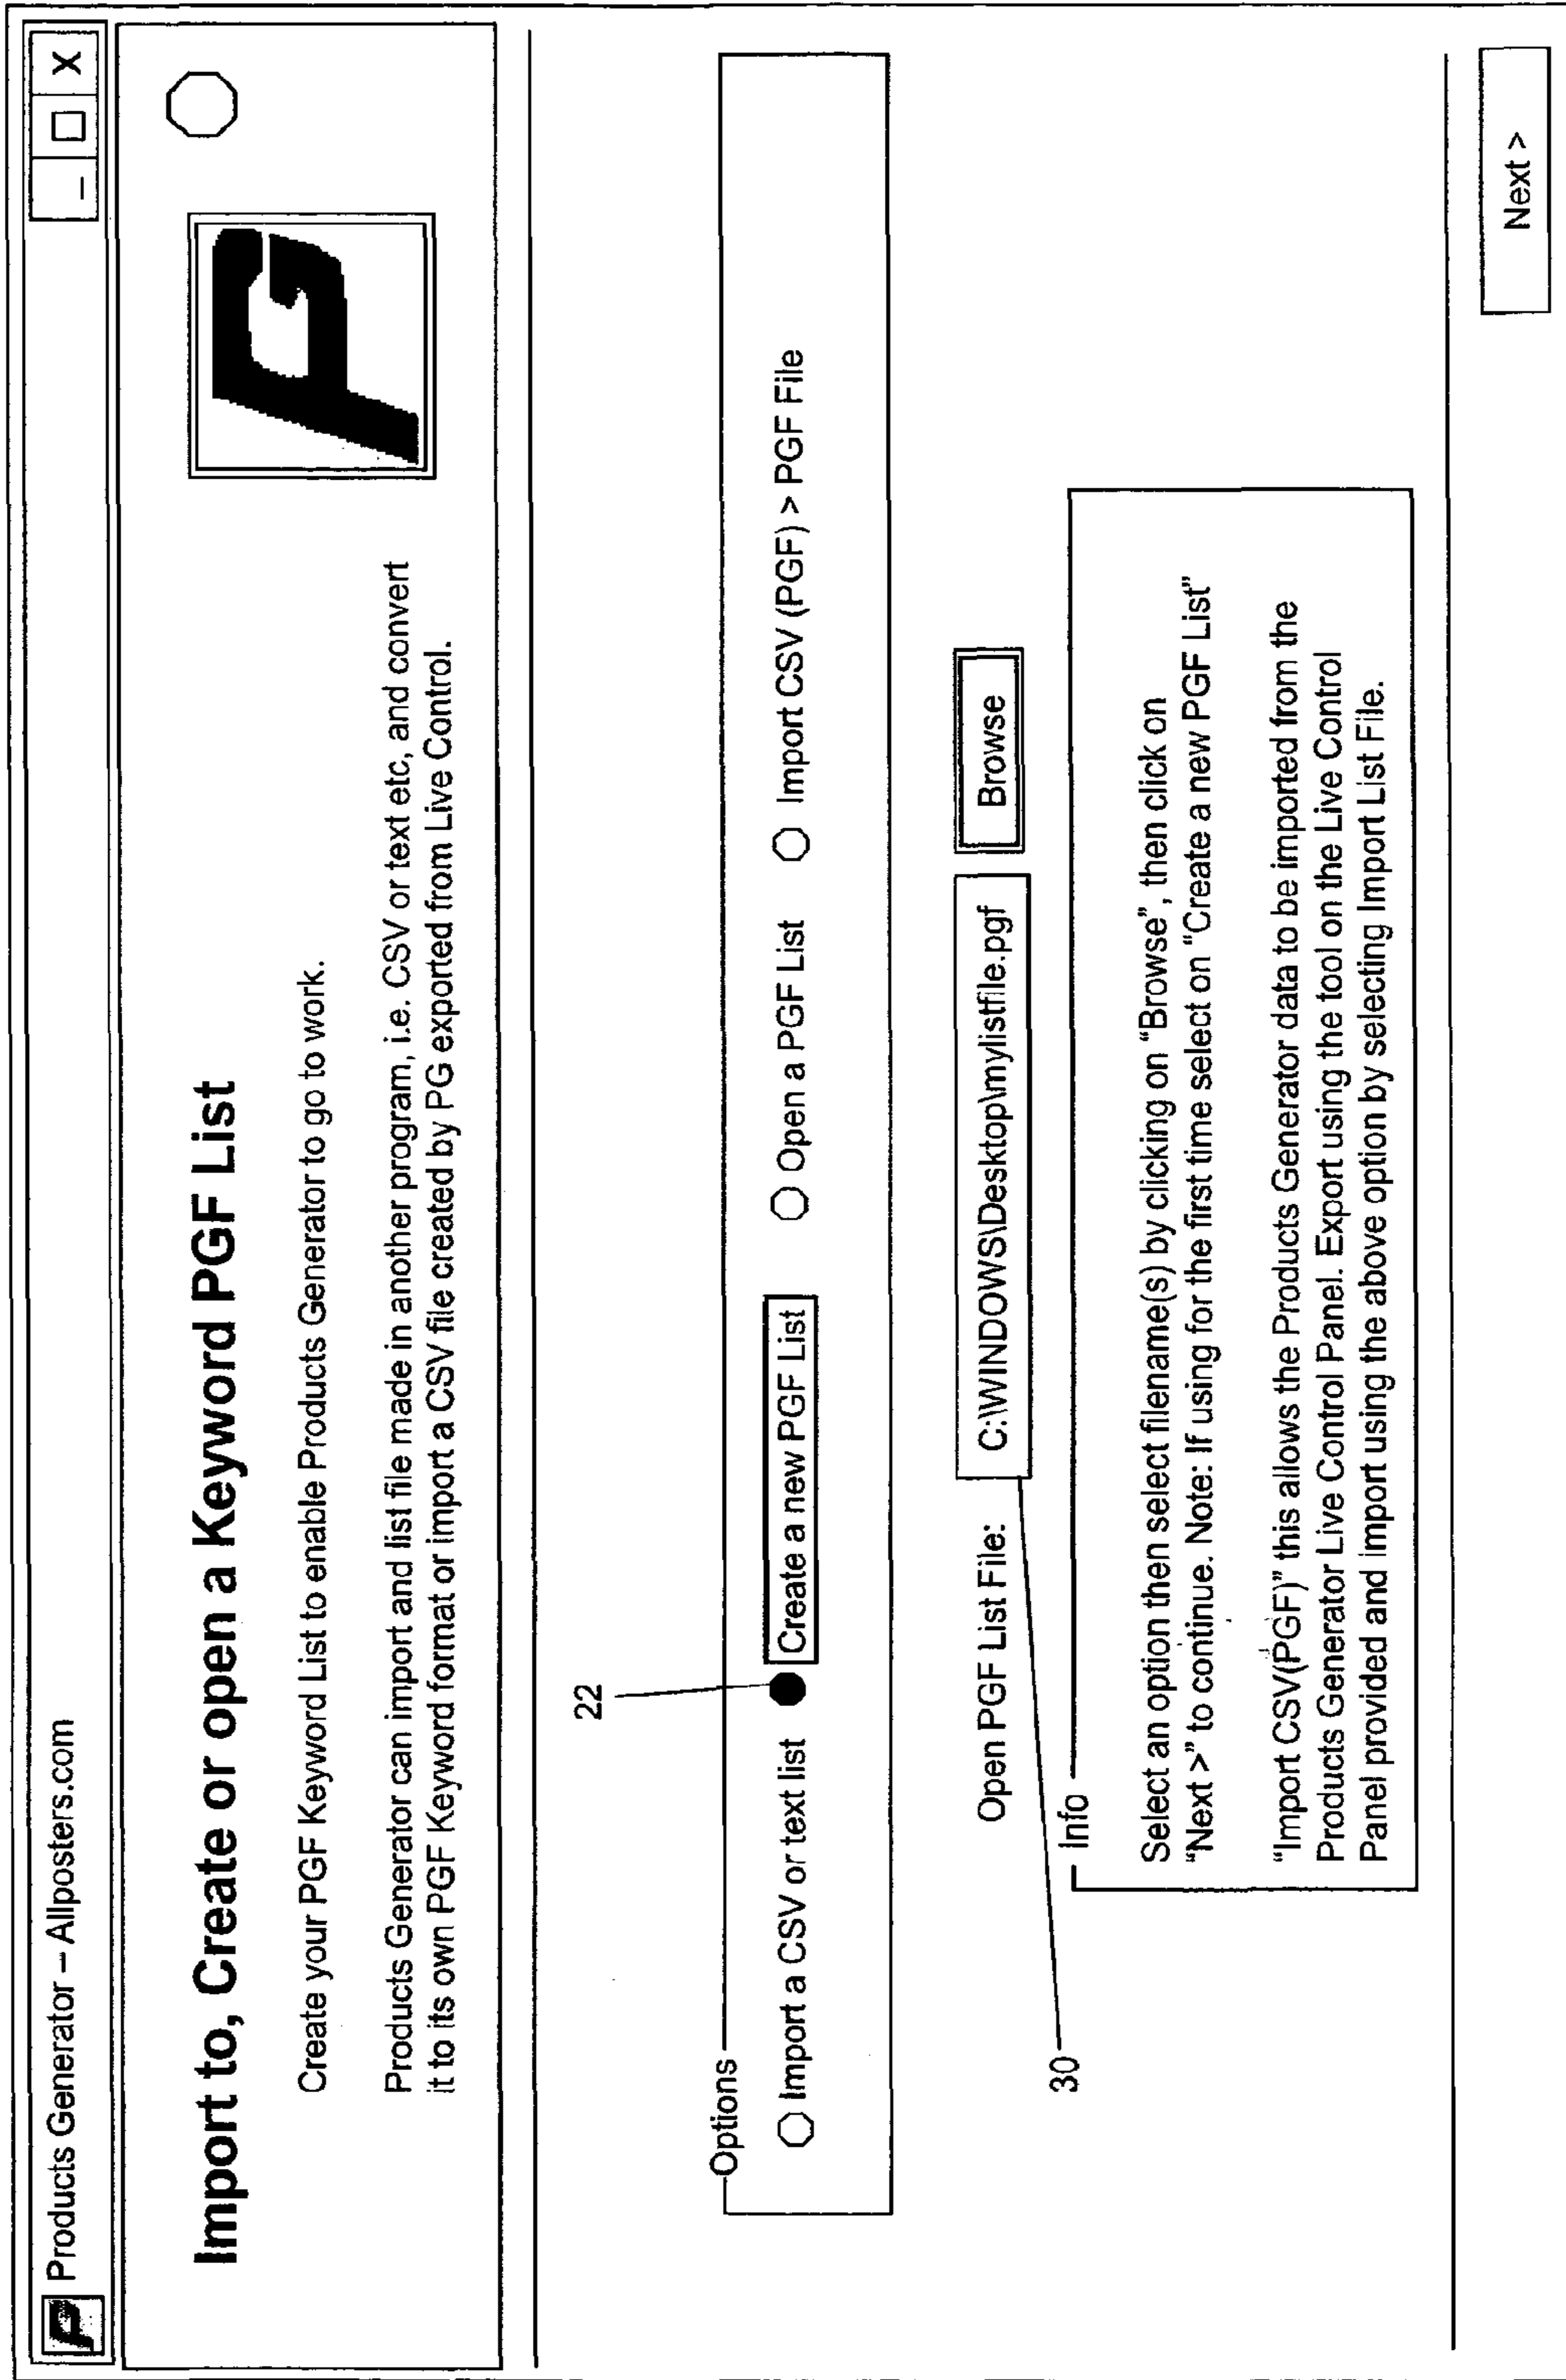 P Products Generator – Allposters.com
_ □ X
Import to, Create or open a Keyword PGF List
Create your PGF Keyword List to enable Products Generator to go to work.
Products Generator can import and list file made in another program, i.e. CSV or text etc, and convert
it to its own PGF Keyword format or import a CSV file created by PG exported from Live Control.
PG
22
Options
Import a CSV or text list
Create a new PGF List
Open a PGF List
Import CSV (PGF) > PGF File
Open PGF List File:
C:\WINDOWS\Desktop\mylistfile.pgf
Browse
30
Info
Select an option then select filename(s) by clicking on “Browse”, then click on
“Next >” to continue. Note: If using for the first time select on “Create a new PGF List”
“Import CSV(PGF)” this allows the Products Generator data to be imported from the
Products Generator Live Control Panel. Export using the tool on the Live Control
Panel provided and import using the above option by selecting Import List File.
Next >